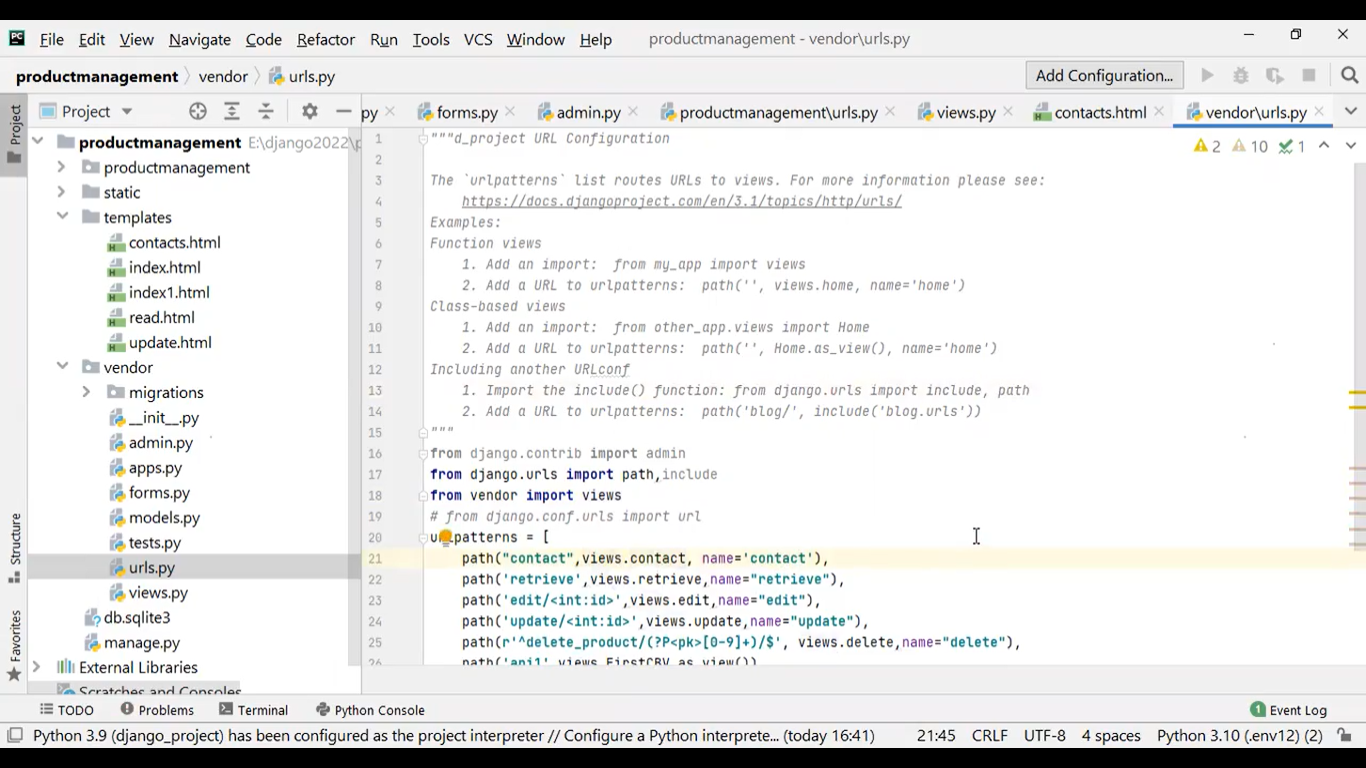 PC File Edit View Navigate Code Refactor Run Tools VCS Window Help productmanagement - vendor\urls.py
productmanagement vendor urls.py Add Configuration...
Project py forms.py admin.py productmanagement\urls.py views.py contacts.html vendor\urls.py
Project
Structure
Favorites
productmanagement E:\django2022\p
productmanagement
static
templates
contacts.html
index.html
index1.html
read.html
update.html
vendor
migrations
__init__.py
admin.py
apps.py
forms.py
models.py
tests.py
urls.py
views.py
db.sqlite3
manage.py
External Libraries
Scratches and Consoles
2 10 1
1 """d_project URL Configuration
2
3 The `urlpatterns` list routes URLs to views. For more information please see:
4 https://docs.djangoproject.com/en/3.1/topics/http/urls/
5 Examples:
6 Function views
7 1. Add an import:  from my_app import views
8 2. Add a URL to urlpatterns:  path('', views.home, name='home')
9 Class-based views
10 1. Add an import:  from other_app.views import Home
11 2. Add a URL to urlpatterns:  path('', Home.as_view(), name='home')
12 Including another URLconf
13 1. Import the include() function: from django.urls import include, path
14 2. Add a URL to urlpatterns:  path('blog/', include('blog.urls'))
15 """
16 from django.contrib import admin
17 from django.urls import path,include
18 from vendor import views
19 # from django.conf.urls import url
20 urlpatterns = [
21 path("contact",views.contact, name='contact'),
22 path('retrieve',views.retrieve,name="retrieve"),
23 path('edit/<int:id>',views.edit,name="edit"),
24 path('update/<int:id>',views.update,name="update"),
25 path(r'^delete_product/(?P<pk>[0-9]+)/$', views.delete,name="delete"),
26 path('api1',views.FirstCBV.as_view())
TODO Problems Terminal Python Console 1 Event Log
Python 3.9 (django_project) has been configured as the project interpreter // Configure a Python interprete... (today 16:41) 21:45 CRLF UTF-8 4 spaces Python 3.10 (.env12) (2)